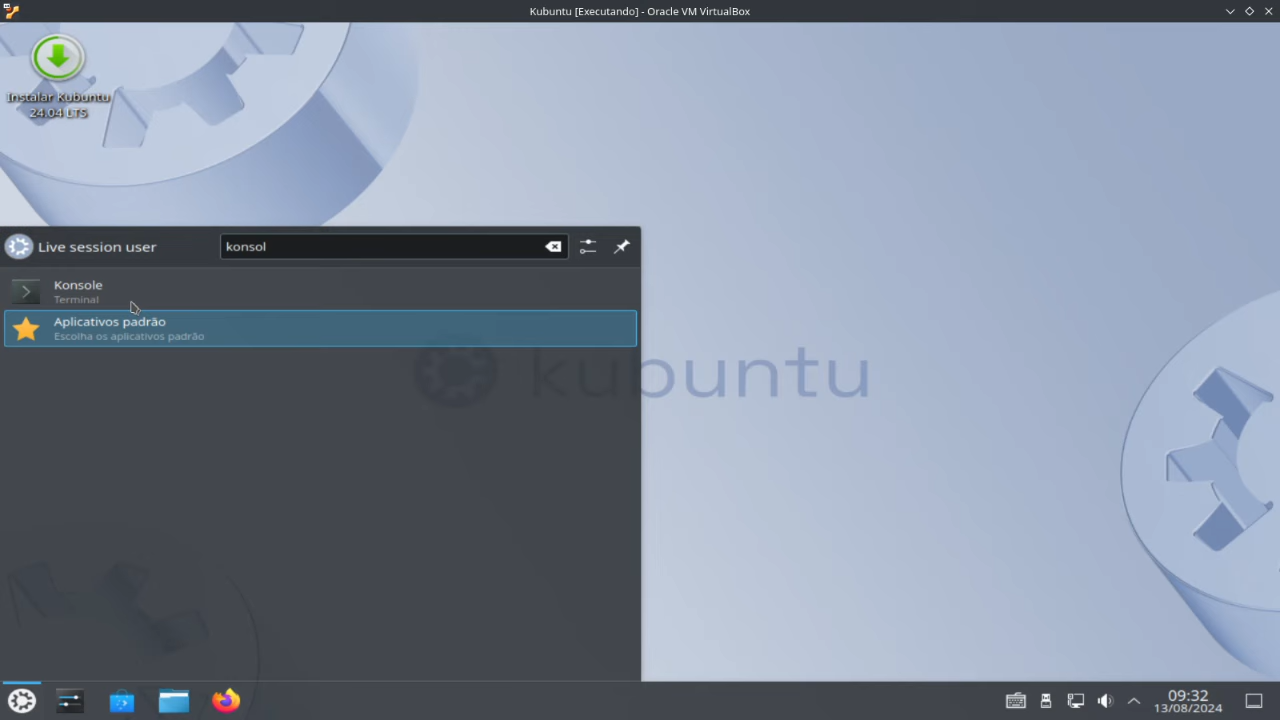 Kubuntu [Executando] - Oracle VM VirtualBox
Instalar Kubuntu
24.04 LTS
Live session user
konsol
Konsole
Terminal
Aplicativos padrão
Escolha os aplicativos padrão
kubuntu
09:32
13/08/2024